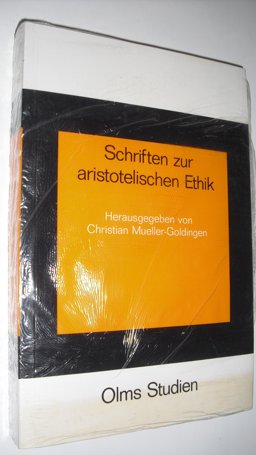 Schriften zur
aristotelischen Ethik
Herausgegeben von
Christian Mueller-Goldingen
Olms Studien